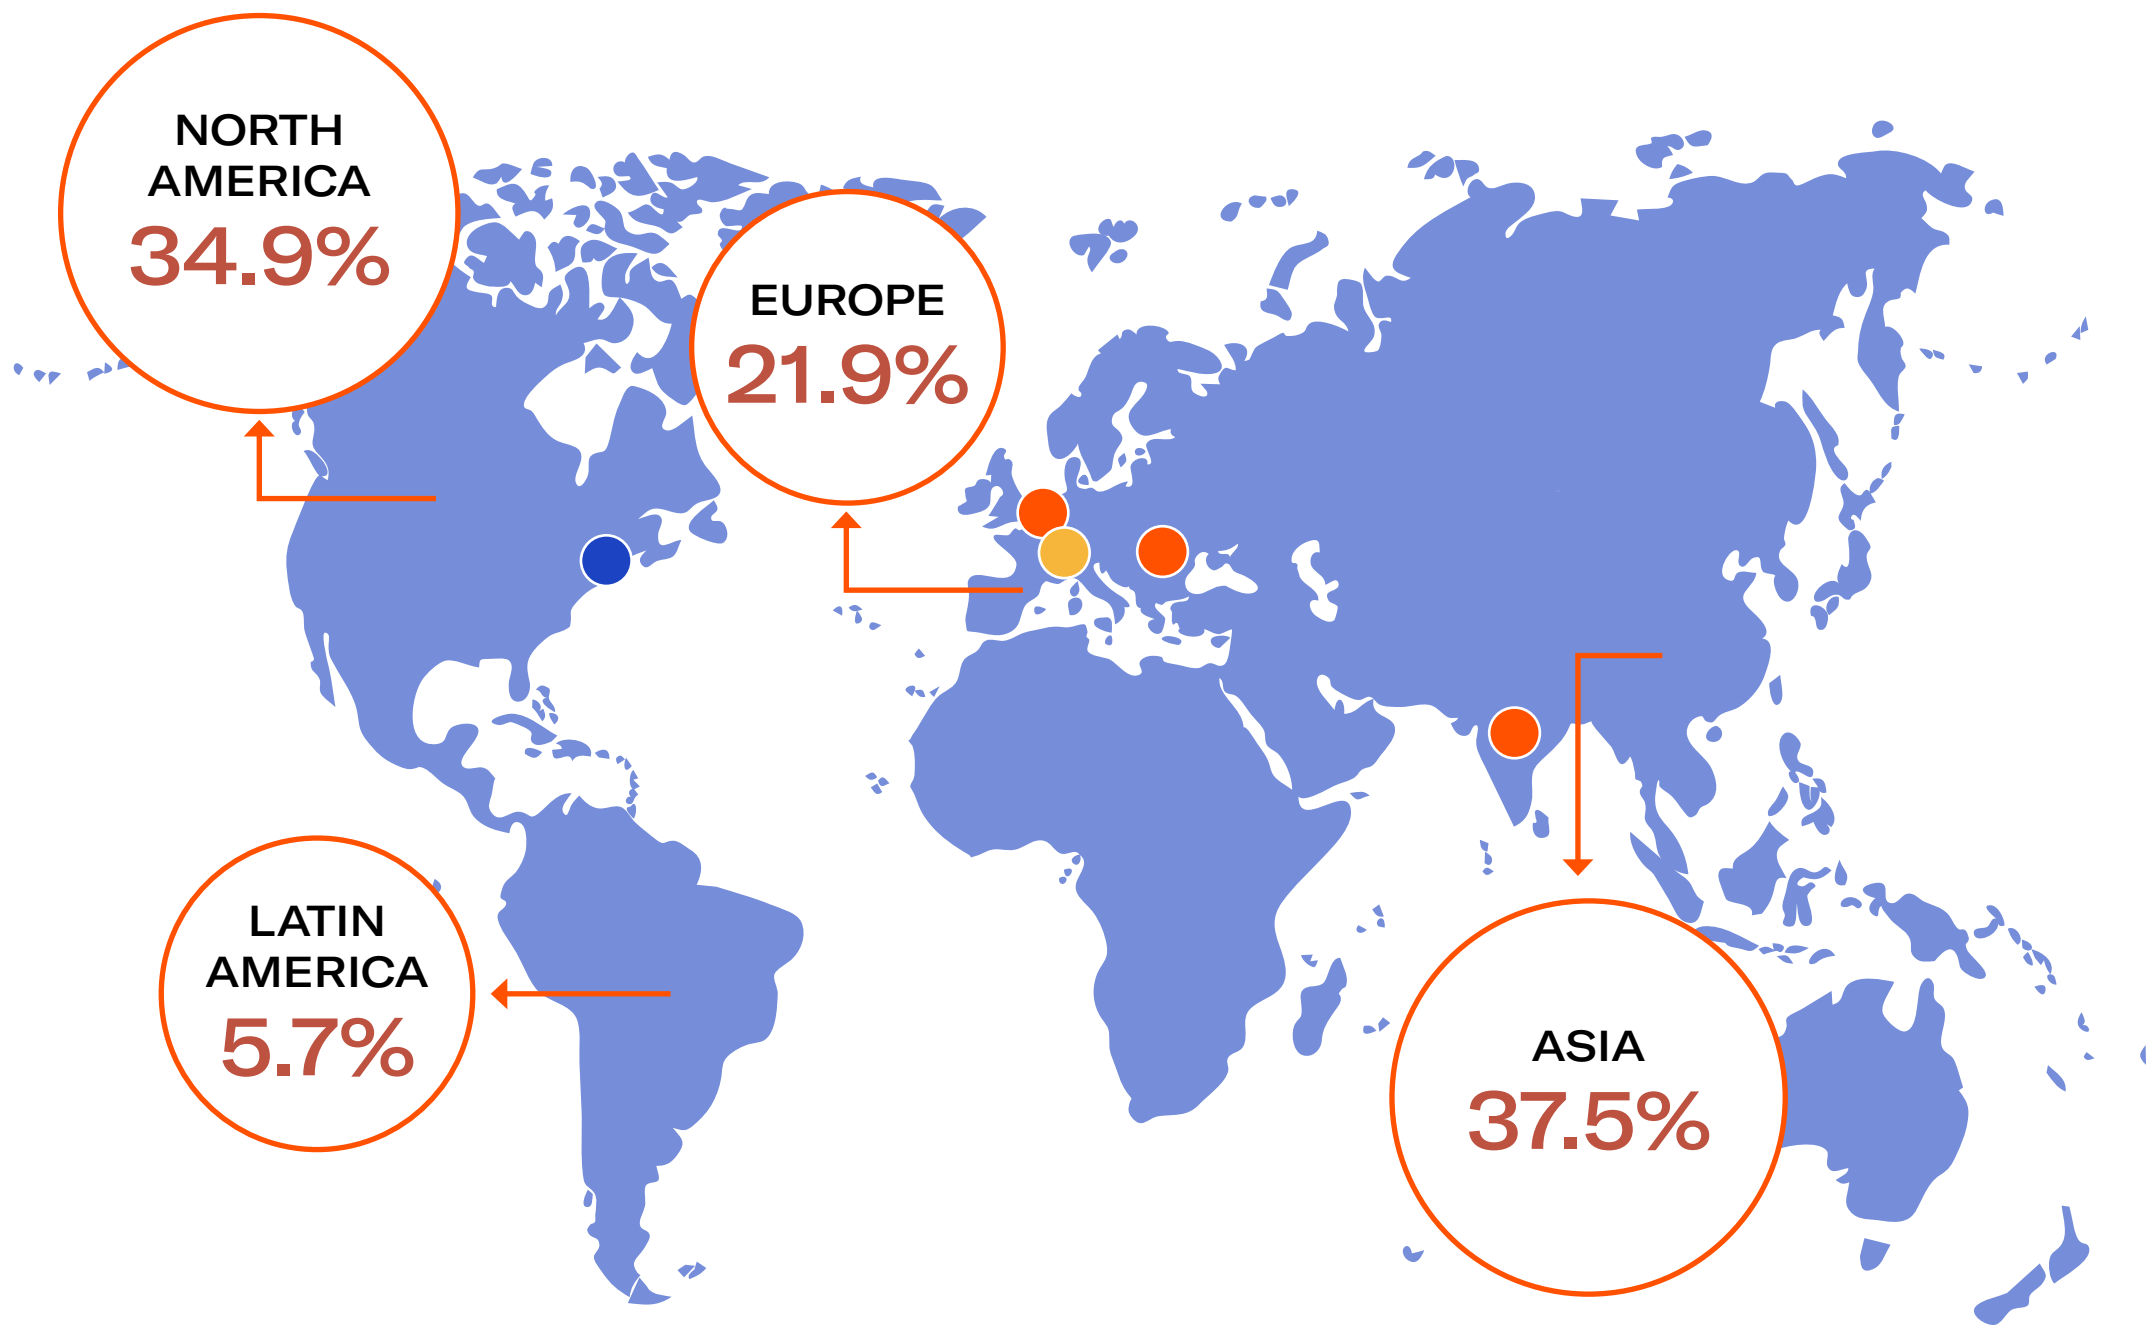 NORTH
AMERICA
34.9%
EUROPE
21.9%
LATIN
AMERICA
5.7%
ASIA
37.5%